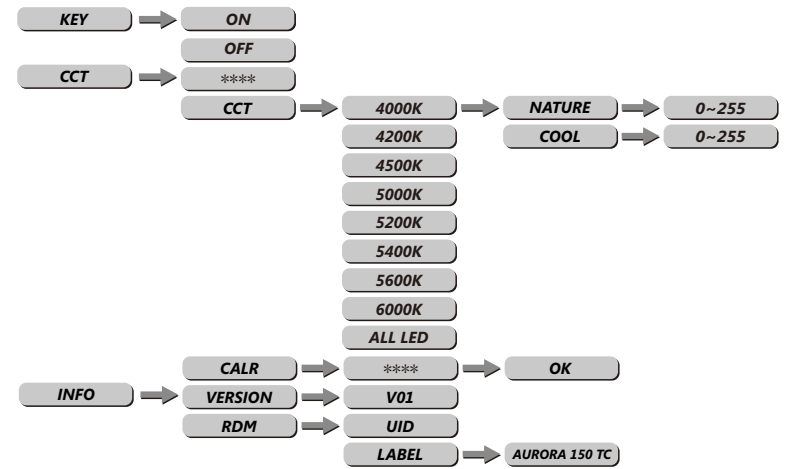 KEY ON
OFF
CCT ****
CCT 4000K NATURE 0~255
4200K COOL 0~255
4500K
5000K
5200K
5400K
5600K
6000K
ALL LED
CALR **** OK
INFO VERSION V01
RDM UID
LABEL AURORA 150 TC